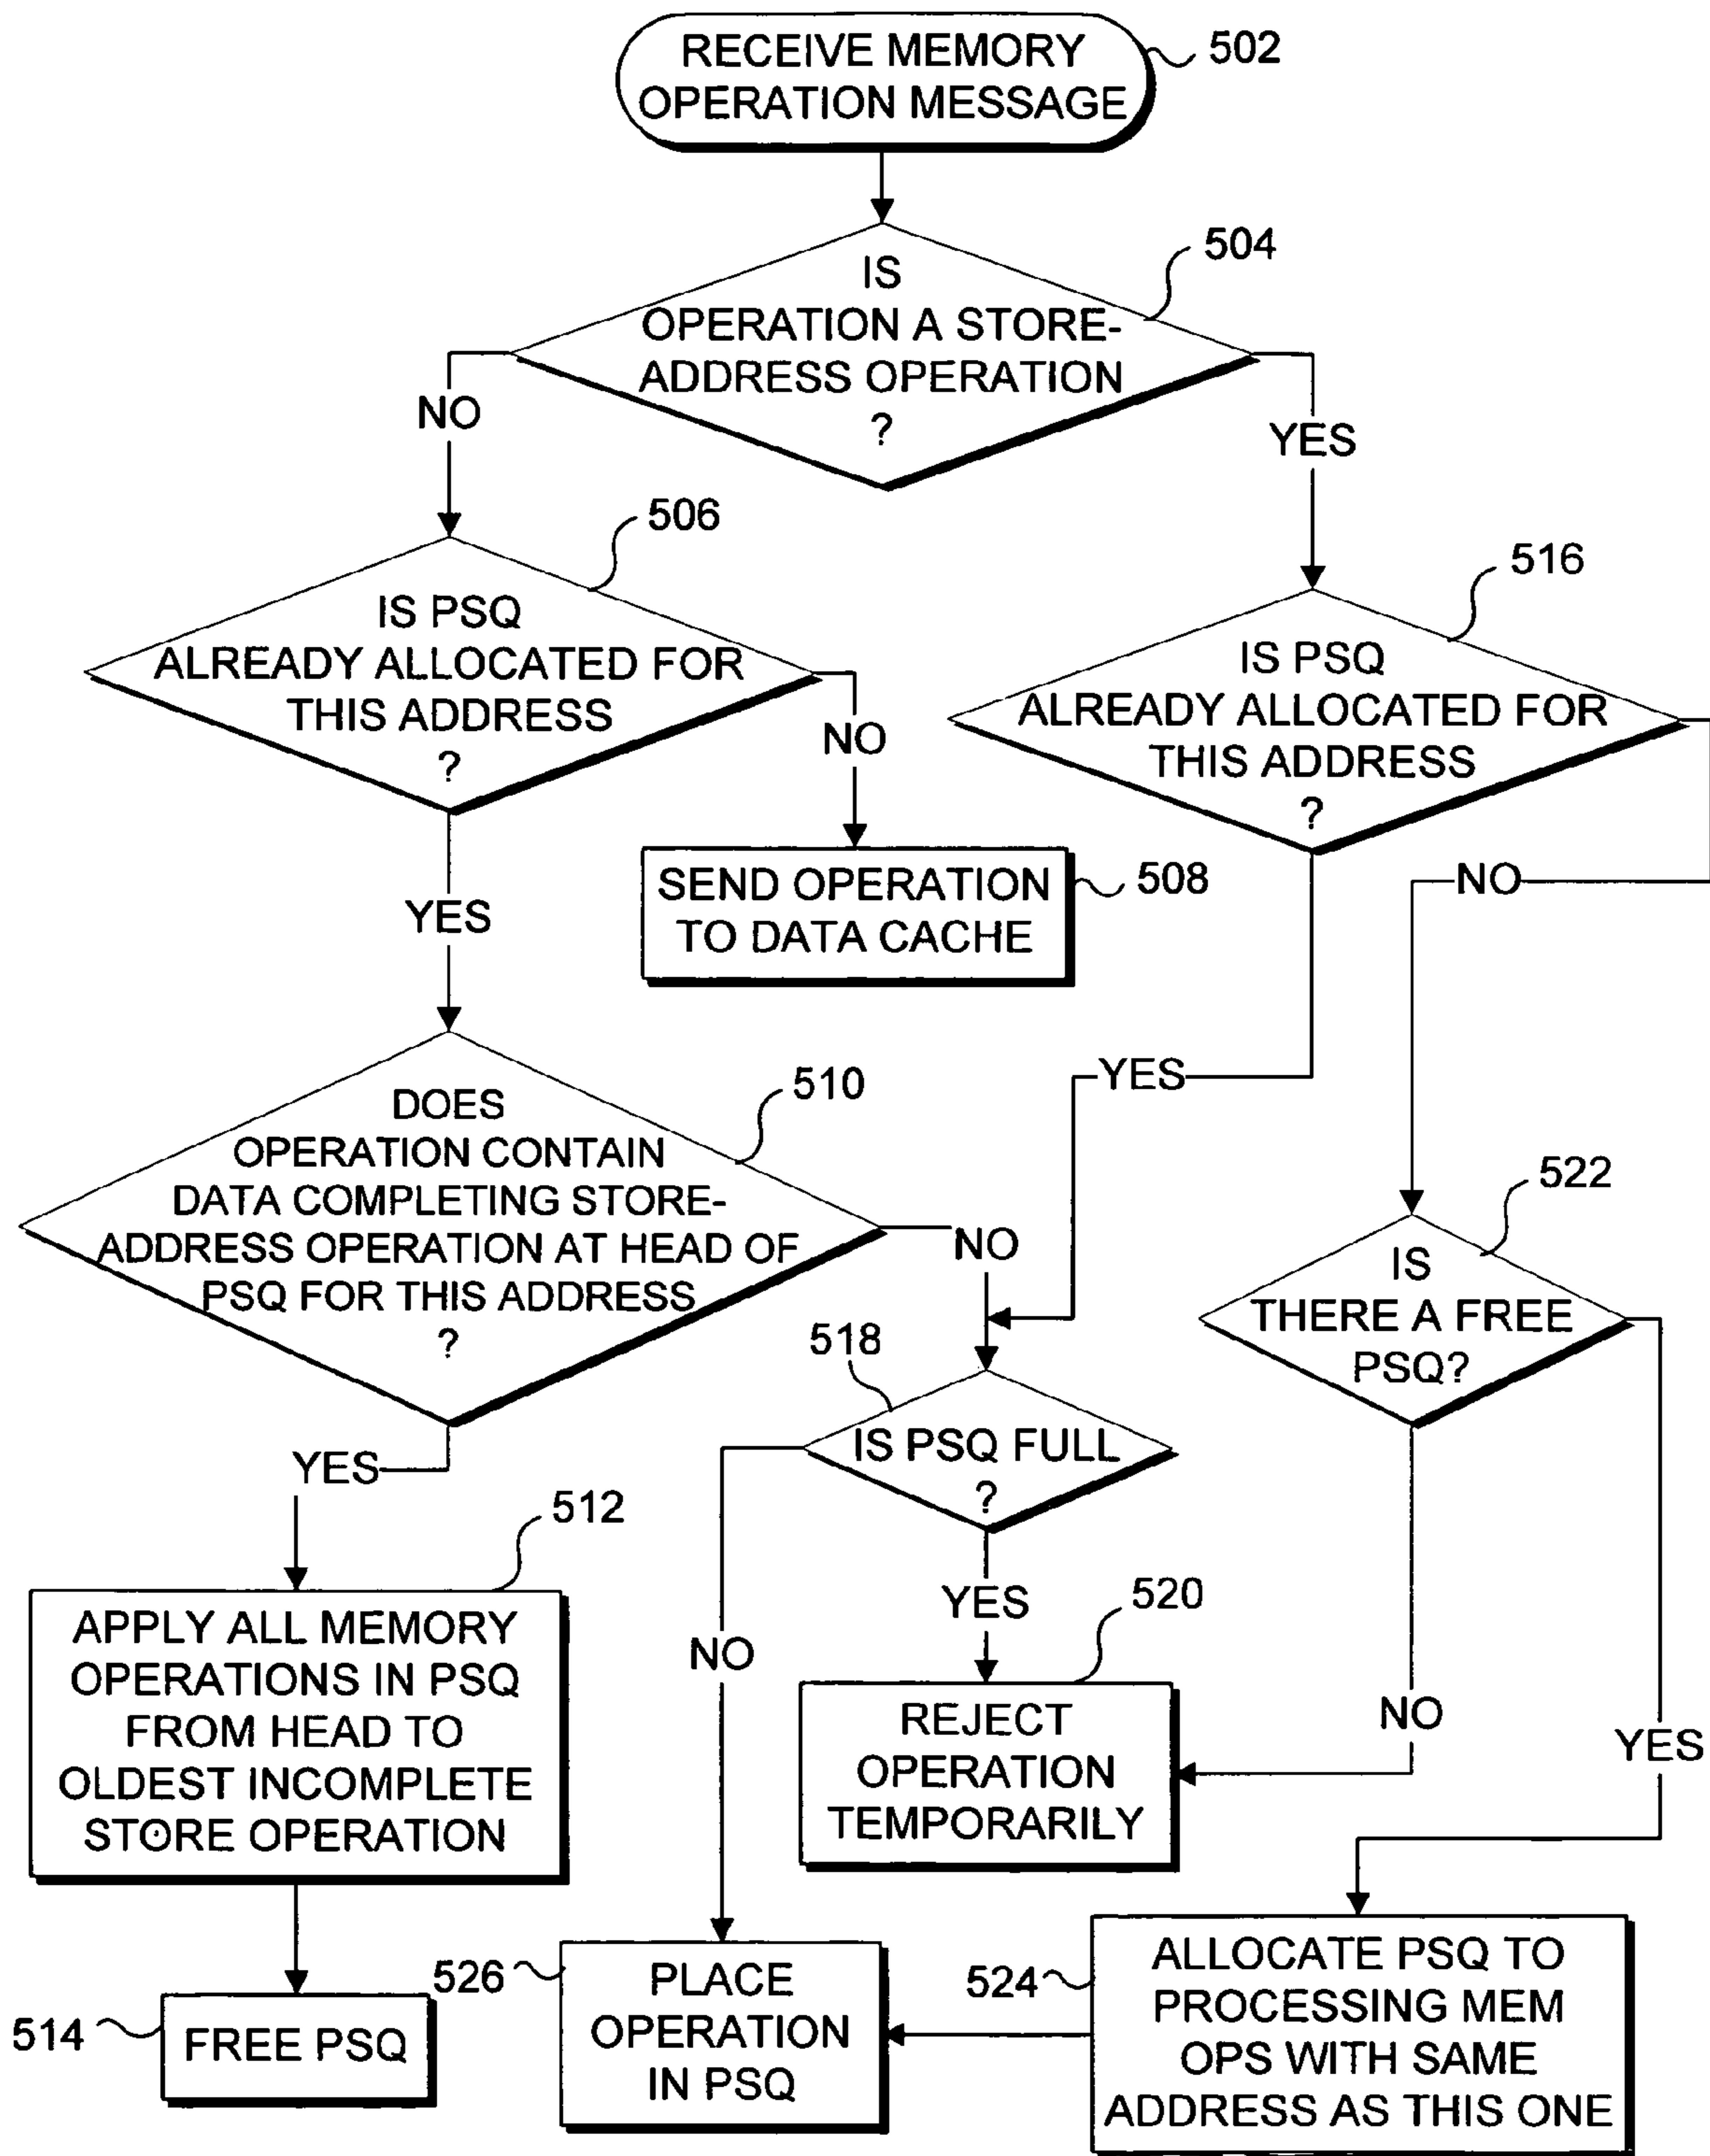 RECEIVE MEMORY
OPERATION MESSAGE
502
IS
OPERATION A STORE-
ADDRESS OPERATION
?
504
NO
YES
506
IS PSQ
ALREADY ALLOCATED FOR
THIS ADDRESS
?
516
IS PSQ
ALREADY ALLOCATED FOR
THIS ADDRESS
?
NO
SEND OPERATION
TO DATA CACHE
508
NO
YES
YES
510
DOES
OPERATION CONTAIN
DATA COMPLETING STORE-
ADDRESS OPERATION AT HEAD OF
PSQ FOR THIS ADDRESS
?
NO
522
IS
THERE A FREE
PSQ?
518
IS PSQ FULL
?
YES
512
APPLY ALL MEMORY
OPERATIONS IN PSQ
FROM HEAD TO
OLDEST INCOMPLETE
STORE OPERATION
NO
YES
520
REJECT
OPERATION
TEMPORARILY
NO
YES
514
FREE PSQ
526
PLACE
OPERATION
IN PSQ
524
ALLOCATE PSQ TO
PROCESSING MEM
OPS WITH SAME
ADDRESS AS THIS ONE